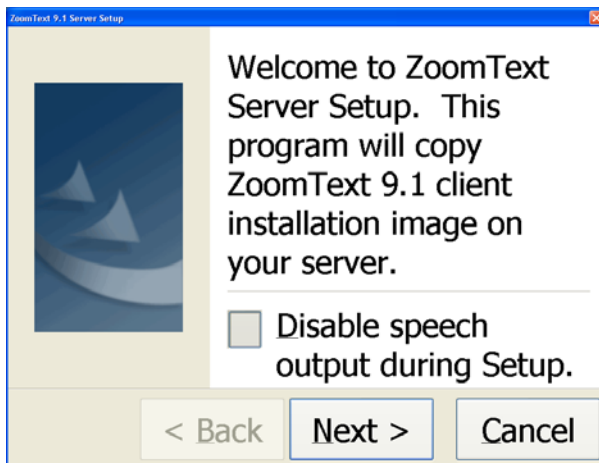 ZoomText 9.1 Server Setup
Welcome to ZoomText
Server Setup.  This
program will copy
ZoomText 9.1 client
installation image on
your server.
Disable speech
output during Setup.
< Back
Next >
Cancel